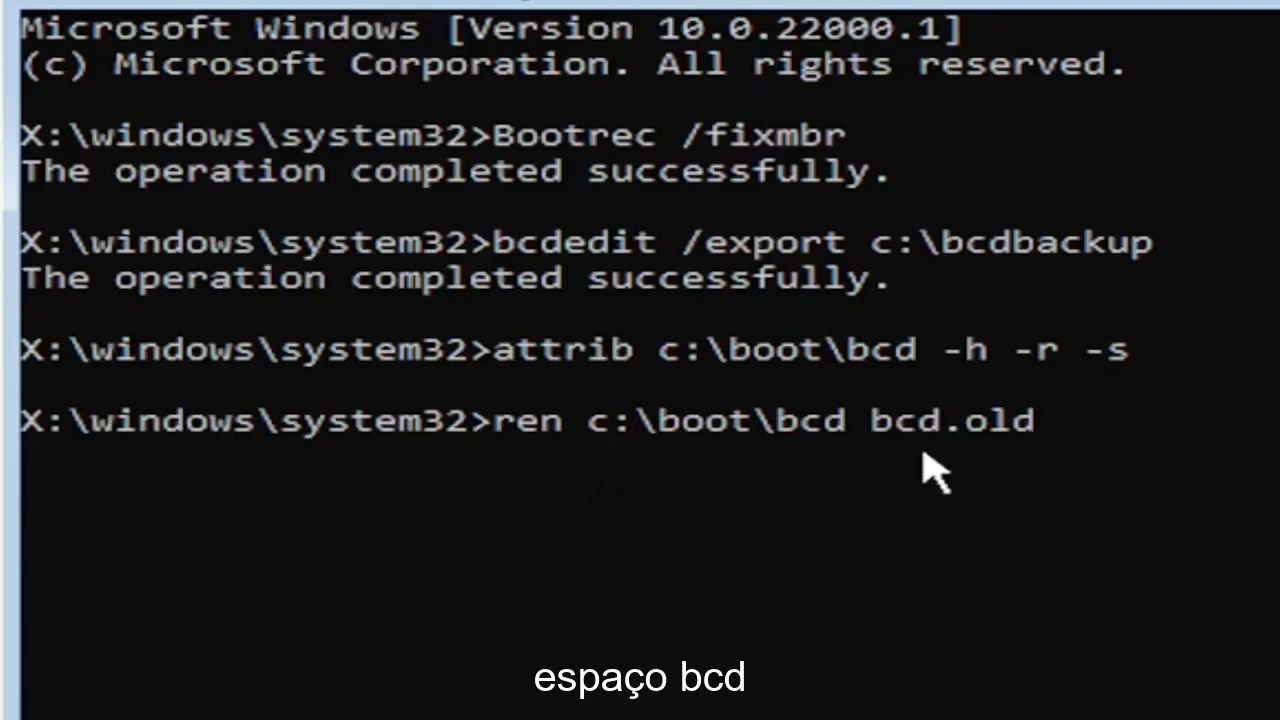 Microsoft Windows [Version 10.0.22000.1]
(c) Microsoft Corporation. All rights reserved.
X:\windows\system32>Bootrec /fixmbr
The operation completed successfully.
X:\windows\system32>bcdedit /export c:\bcdbackup
The operation completed successfully.
X:\windows\system32>attrib c:\boot\bcd -h -r -s
X:\windows\system32>ren c:\boot\bcd bcd.old
espaço bcd